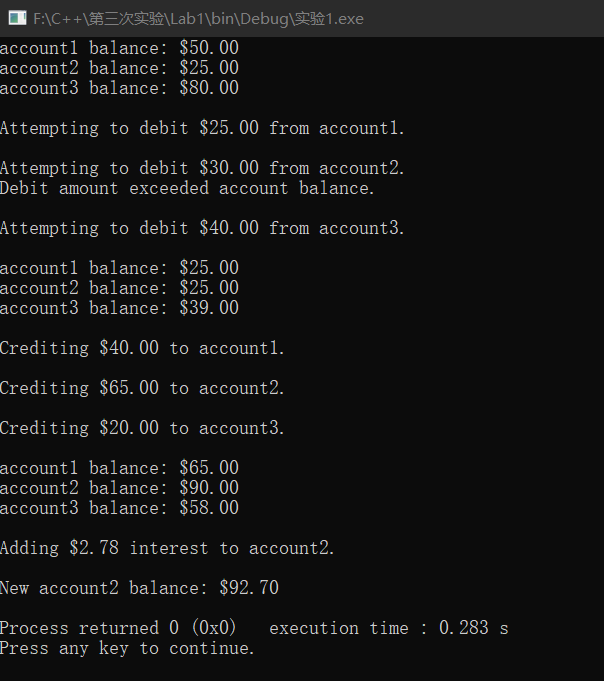 F:\C++\第三次实验\Lab1\bin\Debug\实验1.exe
account1 balance: $50.00
account2 balance: $25.00
account3 balance: $80.00
Attempting to debit $25.00 from account1.
Attempting to debit $30.00 from account2.
Debit amount exceeded account balance.
Attempting to debit $40.00 from account3.
account1 balance: $25.00
account2 balance: $25.00
account3 balance: $39.00
Crediting $40.00 to account1.
Crediting $65.00 to account2.
Crediting $20.00 to account3.
account1 balance: $65.00
account2 balance: $90.00
account3 balance: $58.00
Adding $2.78 interest to account2.
New account2 balance: $92.70
Process returned 0 (0x0)   execution time : 0.283 s
Press any key to continue.